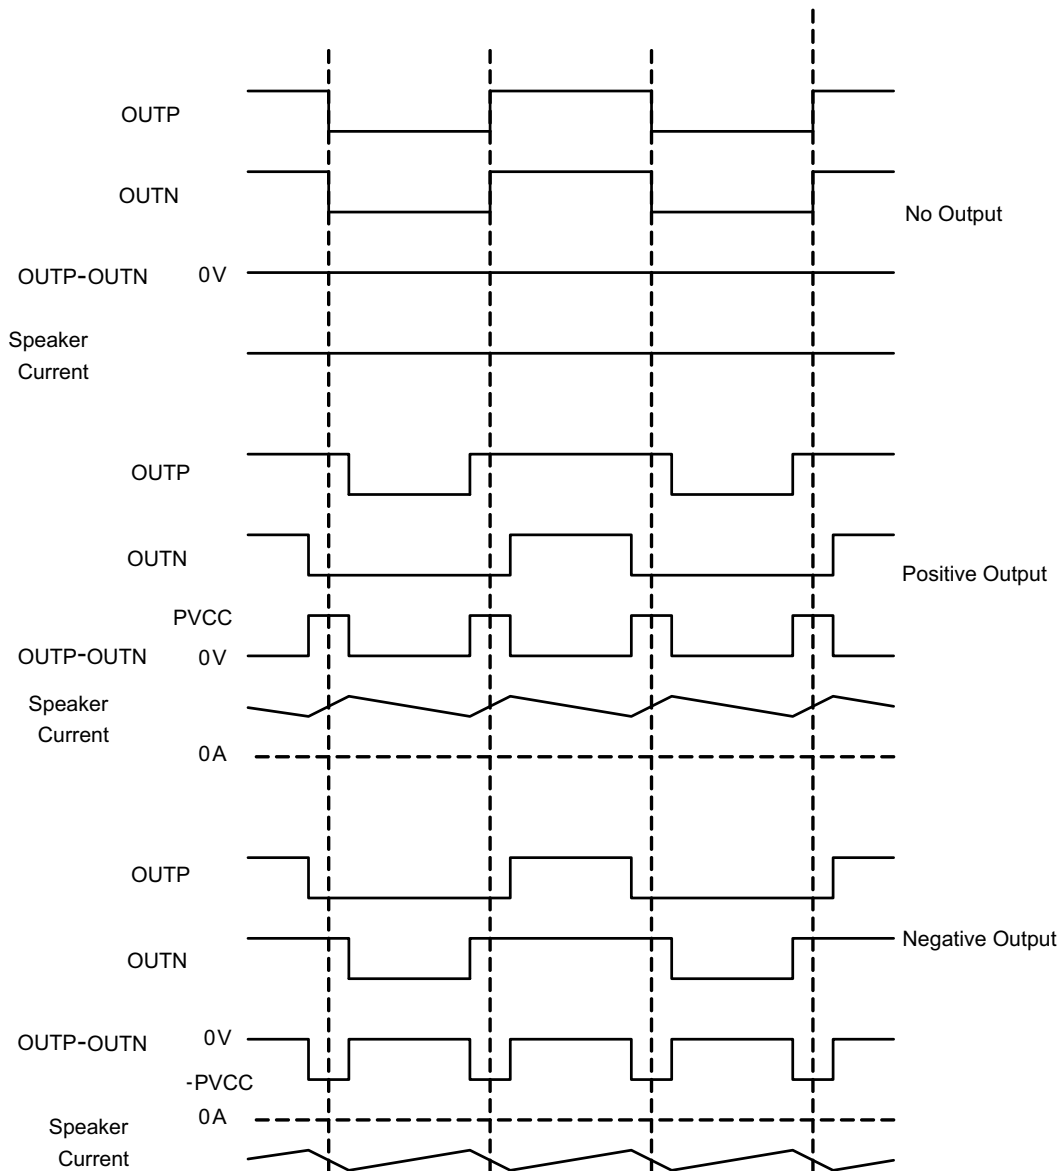 OUTP
OUTN
No Output
OUTP-OUTN 0V
Speaker
Current
OUTP
OUTN
Positive Output
PVCC
OUTP-OUTN 0V
Speaker
Current
0A
OUTP
OUTN
Negative Output
OUTP-OUTN 0V
-PVCC
0A
Speaker
Current